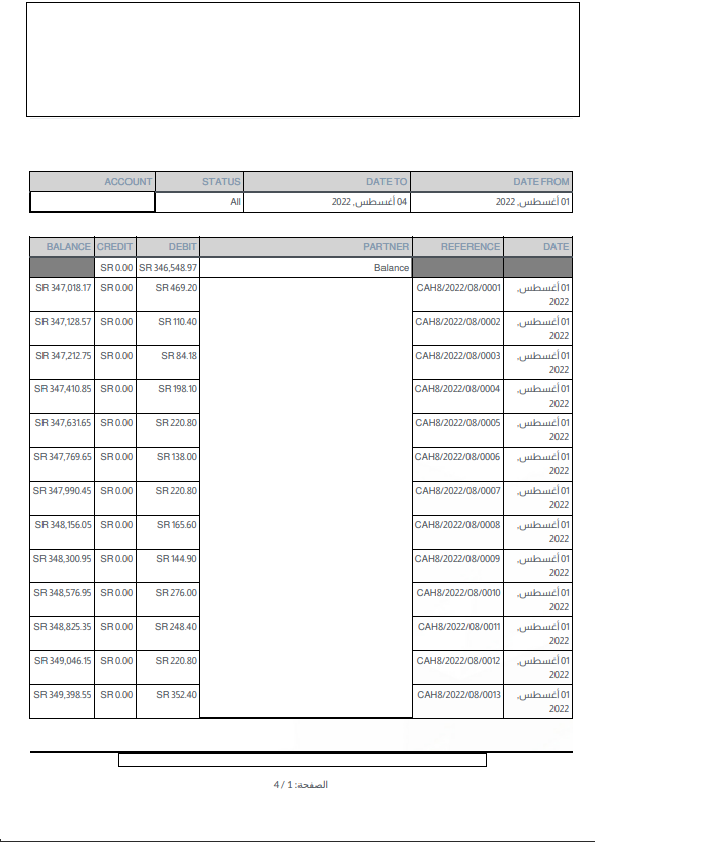 DATE FROM DATE TO STATUS ACCOUNT
01 أغسطس, 2022 04 أغسطس, 2022 All
DATE REFERENCE PARTNER DEBIT CREDIT BALANCE
Balance SR 346,548.97 SR 0.00
01 أغسطس, CAH8/2022/08/0001 SR 469.20 SR 0.00 SR 347,018.17
2022
01 أغسطس, CAH8/2022/08/0002 SR 110.40 SR 0.00 SR 347,128.57
2022
01 أغسطس, CAH8/2022/08/0003 SR 84.18 SR 0.00 SR 347,212.75
2022
01 أغسطس, CAH8/2022/08/0004 SR 198.10 SR 0.00 SR 347,410.85
2022
01 أغسطس, CAH8/2022/08/0005 SR 220.80 SR 0.00 SR 347,631.65
2022
01 أغسطس, CAH8/2022/08/0006 SR 138.00 SR 0.00 SR 347,769.65
2022
01 أغسطس, CAH8/2022/08/0007 SR 220.80 SR 0.00 SR 347,990.45
2022
01 أغسطس, CAH8/2022/08/0008 SR 165.60 SR 0.00 SR 348,156.05
2022
01 أغسطس, CAH8/2022/08/0009 SR 144.90 SR 0.00 SR 348,300.95
2022
01 أغسطس, CAH8/2022/08/0010 SR 276.00 SR 0.00 SR 348,576.95
2022
01 أغسطس, CAH8/2022/08/0011 SR 248.40 SR 0.00 SR 348,825.35
2022
01 أغسطس, CAH8/2022/08/0012 SR 220.80 SR 0.00 SR 349,046.15
2022
01 أغسطس, CAH8/2022/08/0013 SR 352.40 SR 0.00 SR 349,398.55
2022
الصفحة: 1 / 4